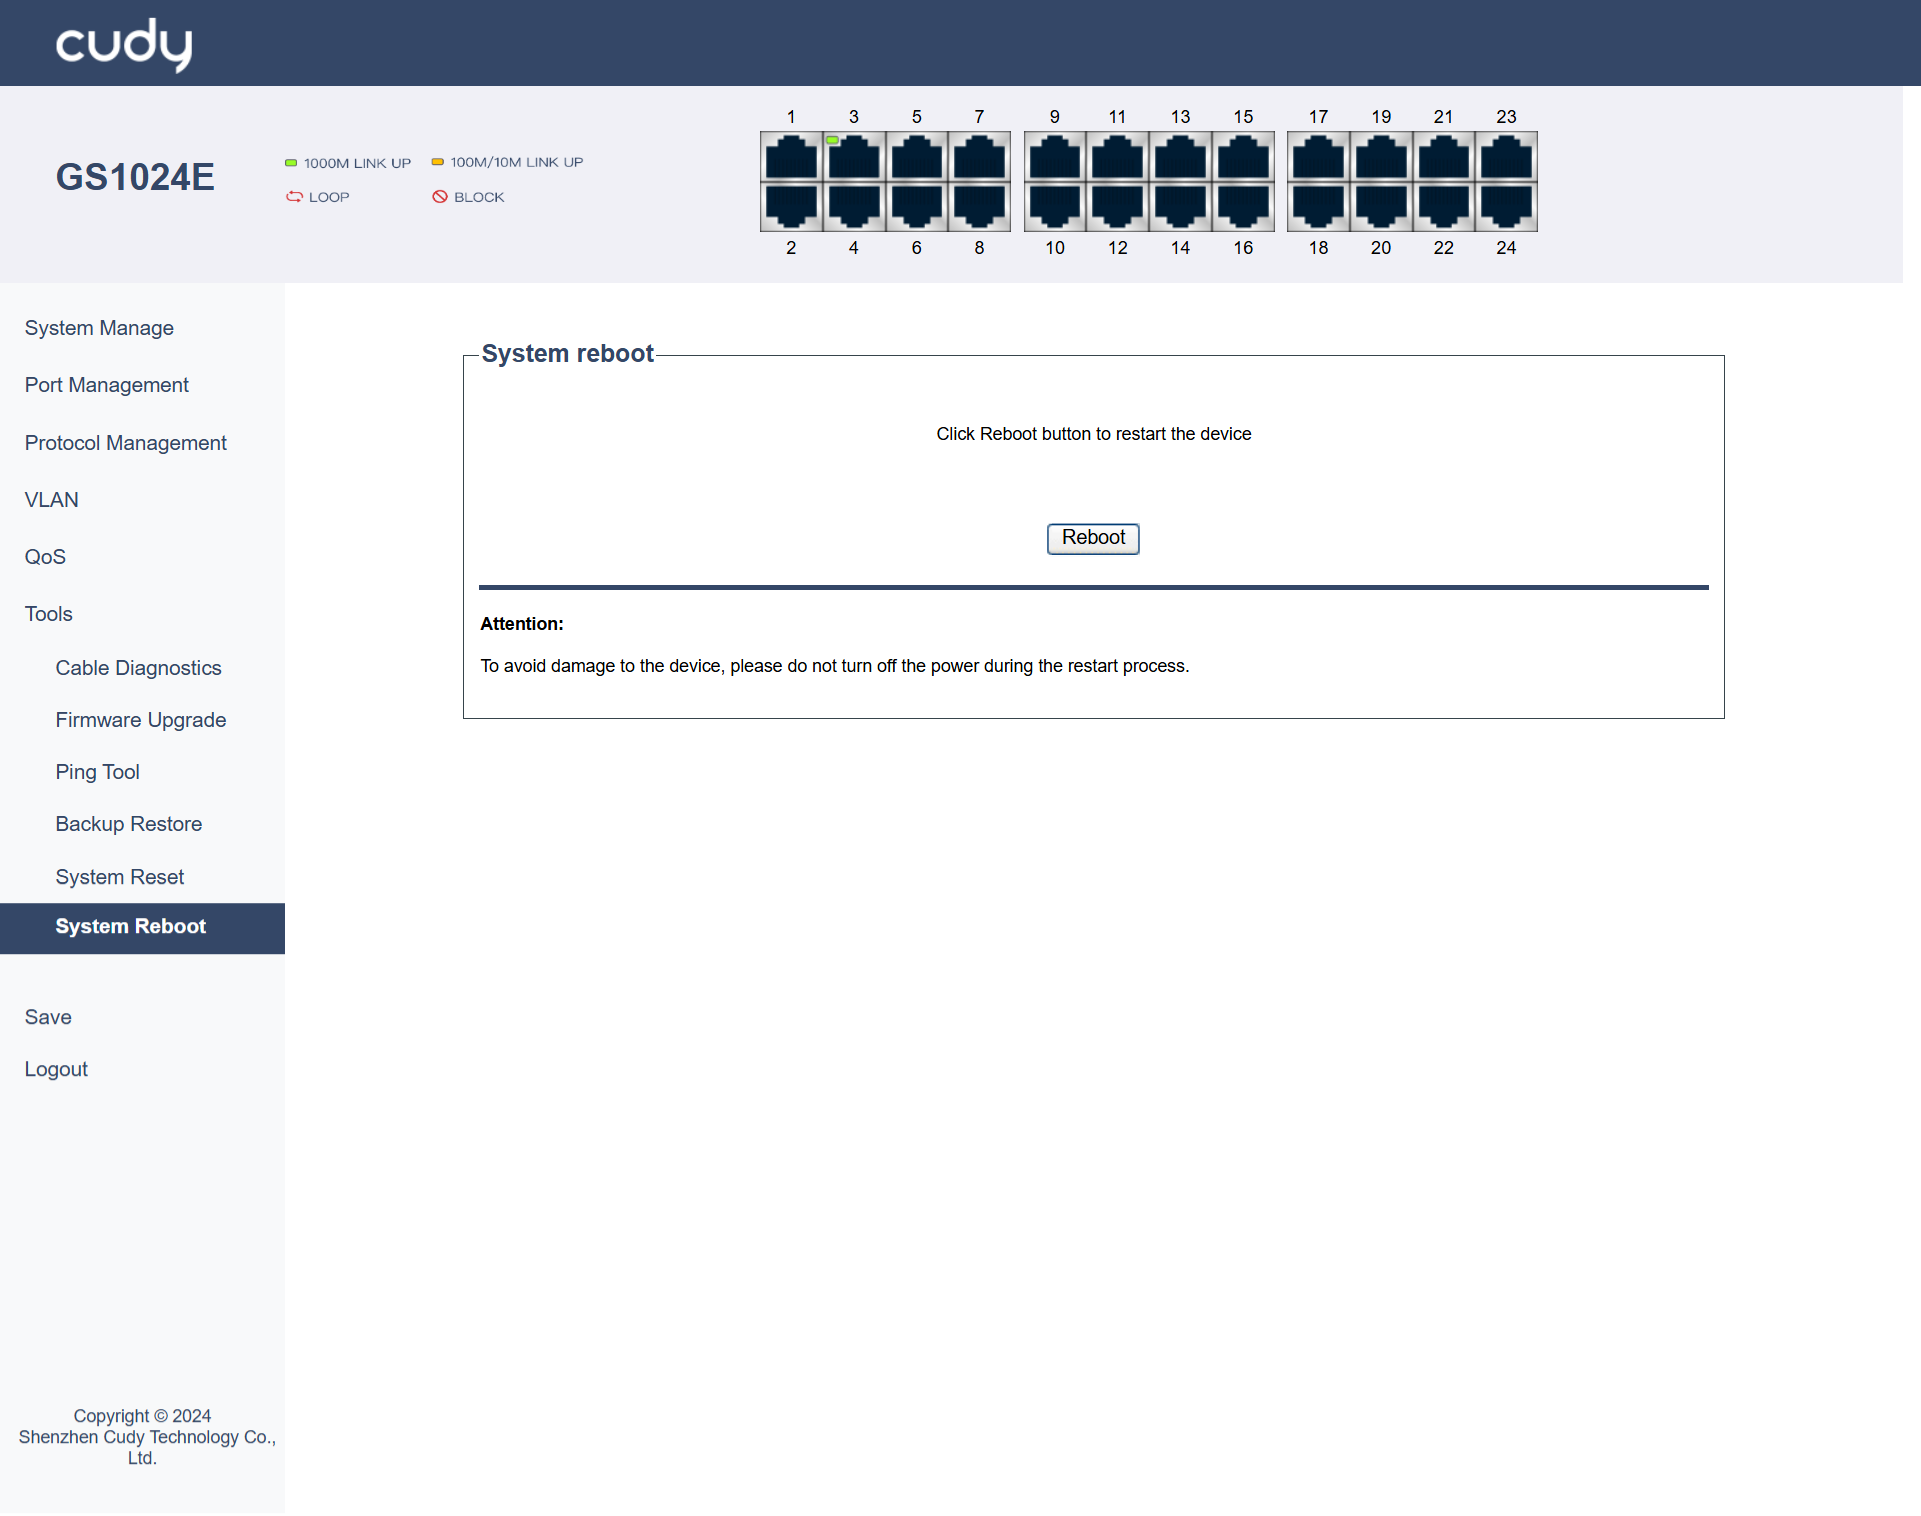 cudy
1 3 5 7 9 11 13 15 17 19 21 23
GS1024E
1000M LINK UP 100M/10M LINK UP
LOOP BLOCK
2 4 6 8 10 12 14 16 18 20 22 24
System Manage
Port Management
Protocol Management
VLAN
QoS
Tools
Cable Diagnostics
Firmware Upgrade
Ping Tool
Backup Restore
System Reset
System Reboot
Save
Logout
Copyright © 2024
Shenzhen Cudy Technology Co.,
Ltd.
System reboot
Click Reboot button to restart the device
Reboot
Attention:
To avoid damage to the device, please do not turn off the power during the restart process.